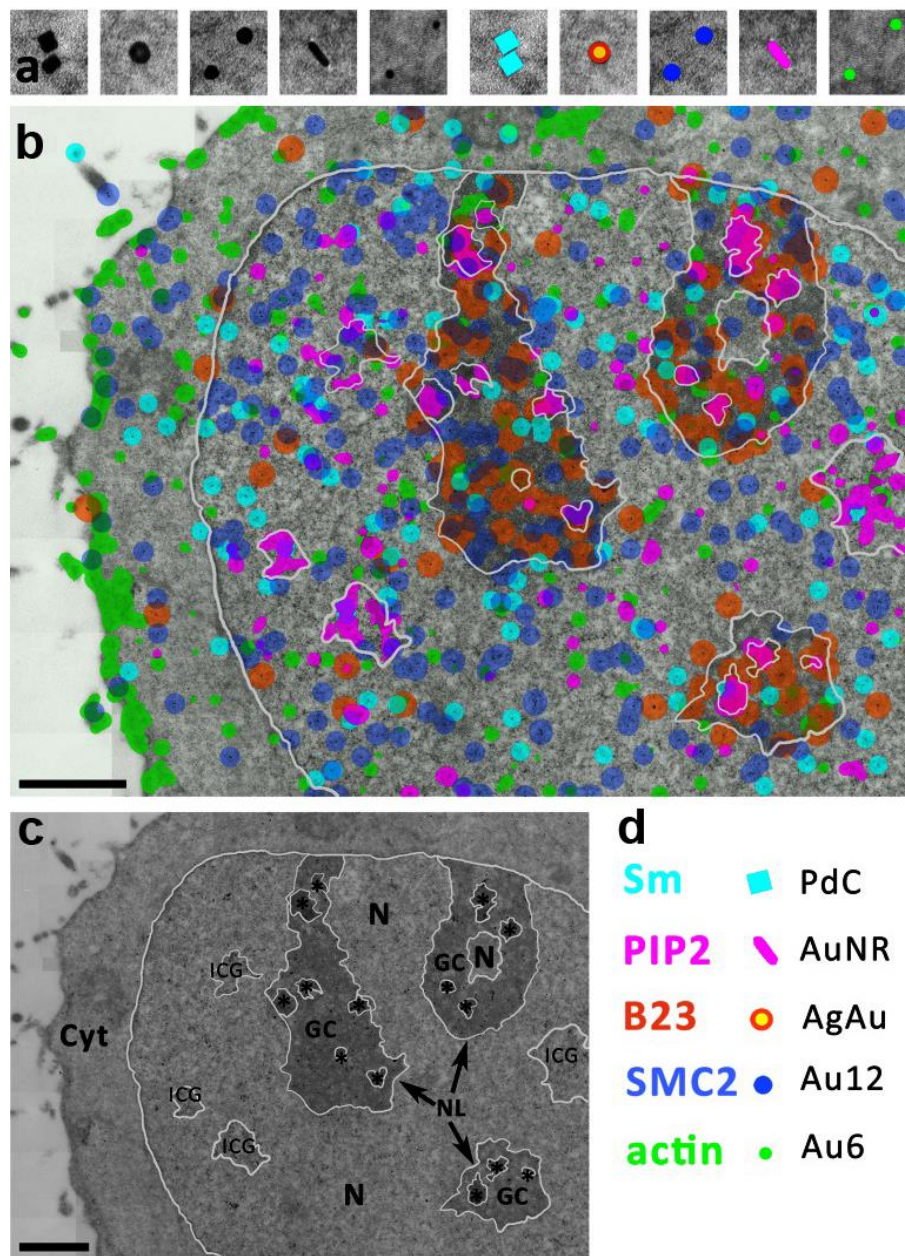 a
b
c
d
N
ICG
N
GC
GC
N
Cyt
ICG
ICG
NL
ICG
N
GC
Sm PdC
PIP2 AuNR
B23 AgAu
SMC2 Au12
actin Au6